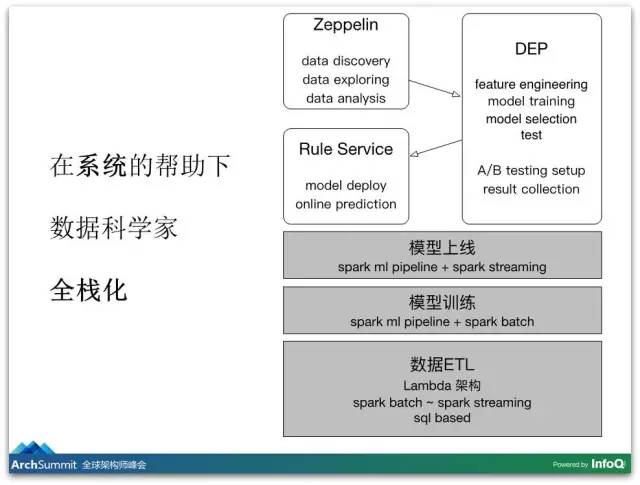 在系统的帮助下
数据科学家
全栈化
Zeppelin
data discovery
data exploring
data analysis
DEP
feature engineering
model training
model selection
test
A/B testing setup
result collection
Rule Service
model deploy
online prediction
模型上线
spark ml pipeline + spark streaming
模型训练
spark ml pipeline + spark batch
数据ETL
Lambda 架构
spark batch ~ spark streaming
sql based
ArchSummit 全球架构师峰会
Powered by InfoQ